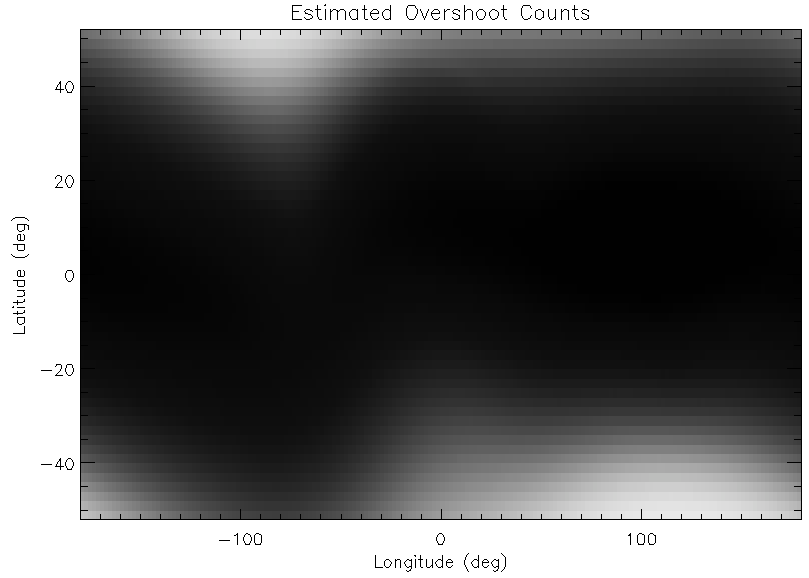 Estimated Overshoot Counts
40
20
0
−20
−40
Latitude (deg)
−100 0 100
Longitude (deg)